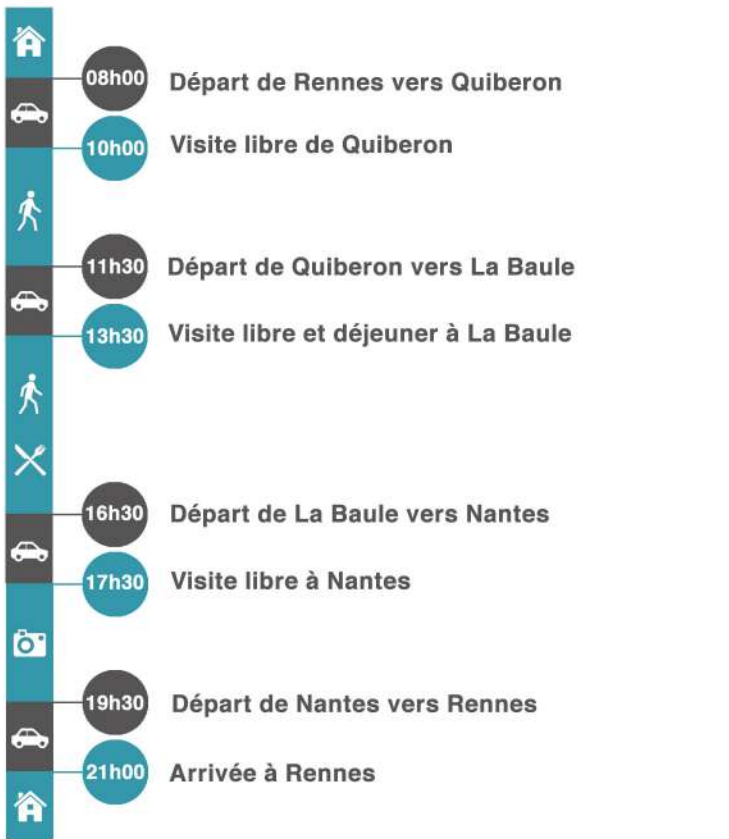 08h00 Départ de Rennes vers Quiberon
10h00 Visite libre de Quiberon
11h30 Départ de Quiberon vers La Baule
13h30 Visite libre et déjeuner à La Baule
16h30 Départ de La Baule vers Nantes
17h30 Visite libre à Nantes
19h30 Départ de Nantes vers Rennes
21h00 Arrivée à Rennes